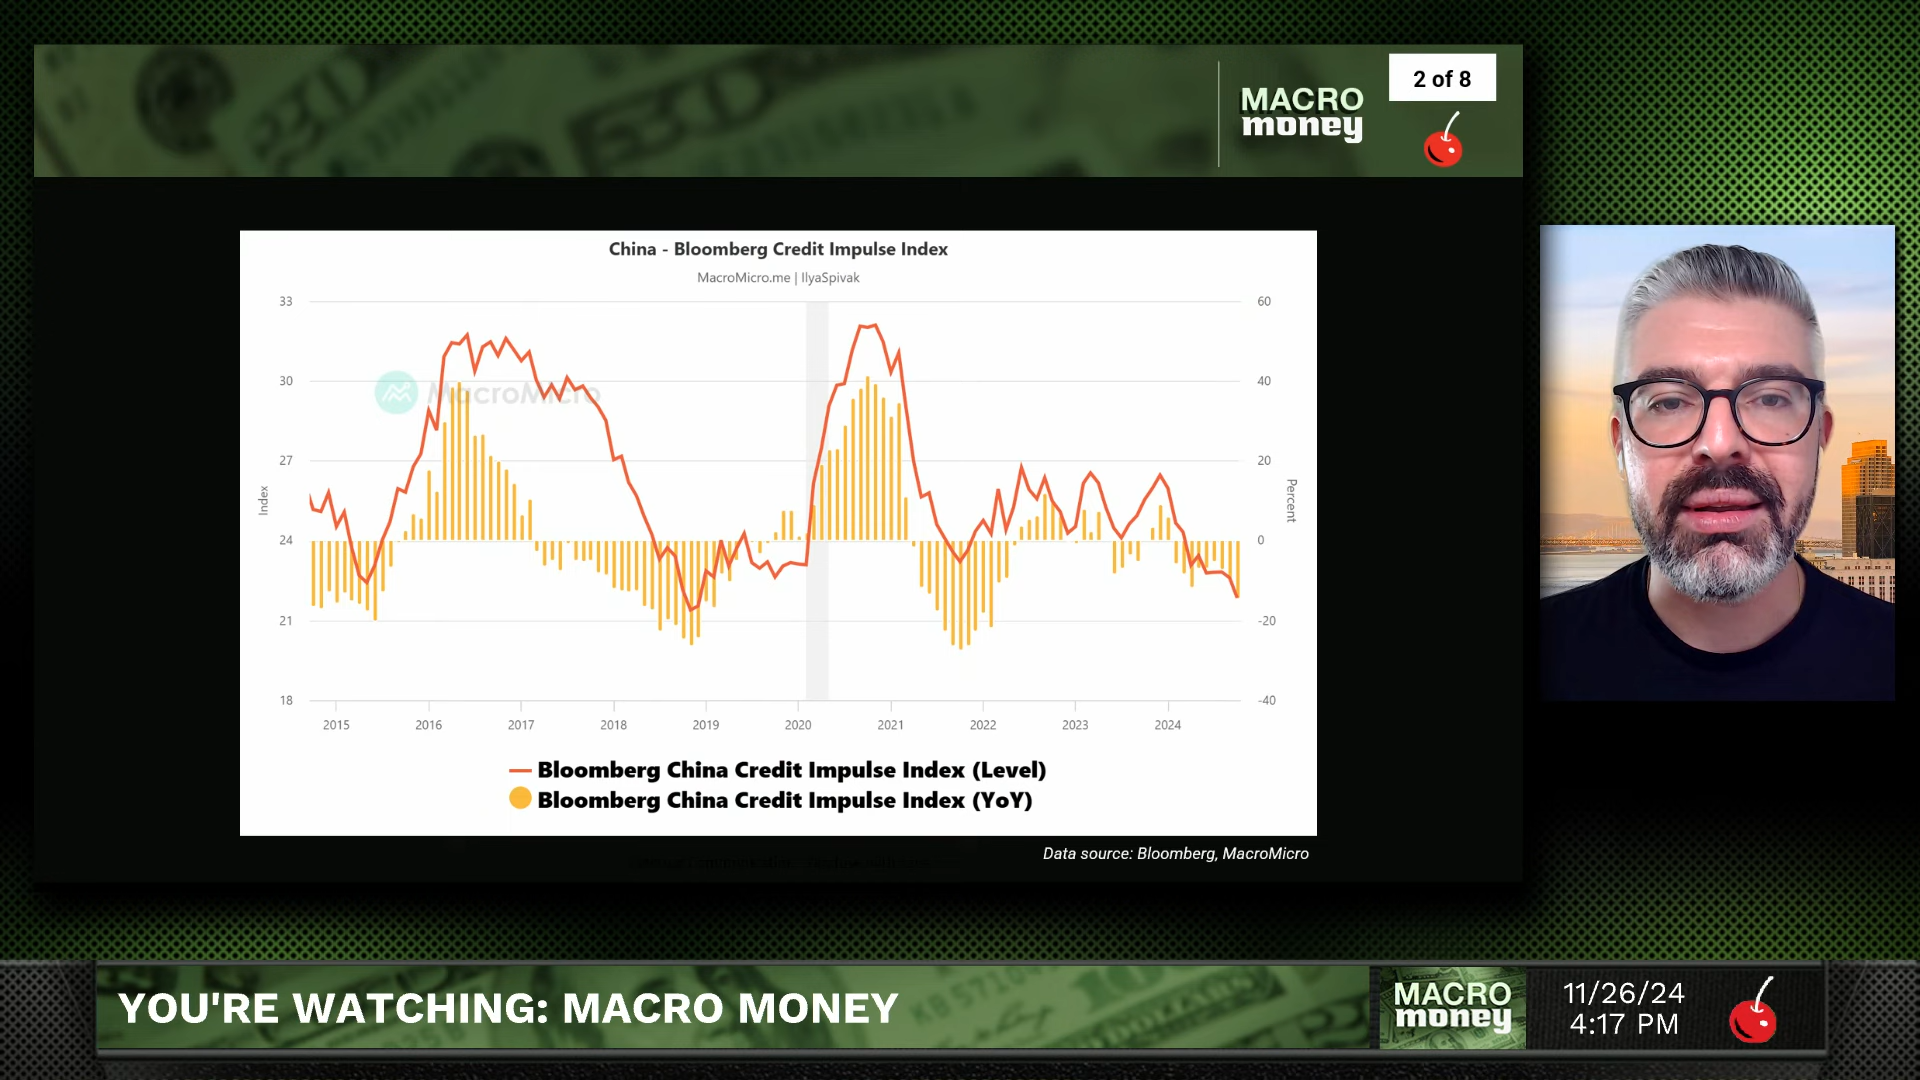 2 of 8
MACRO
money
China - Bloomberg Credit Impulse Index
MacroMicro.me | IlyaSpivak
33
60
MacroMicro
30
40
27
20
Index
Percent
24
0
21
-20
18
-40
2015 2016 2017 2018 2019 2020 2021 2022 2023 2024
Bloomberg China Credit Impulse Index (Level)
Bloomberg China Credit Impulse Index (YoY)
Data source: Bloomberg, MacroMicro
YOU'RE WATCHING: MACRO MONEY
MACRO
money
11/26/24
4:17 PM